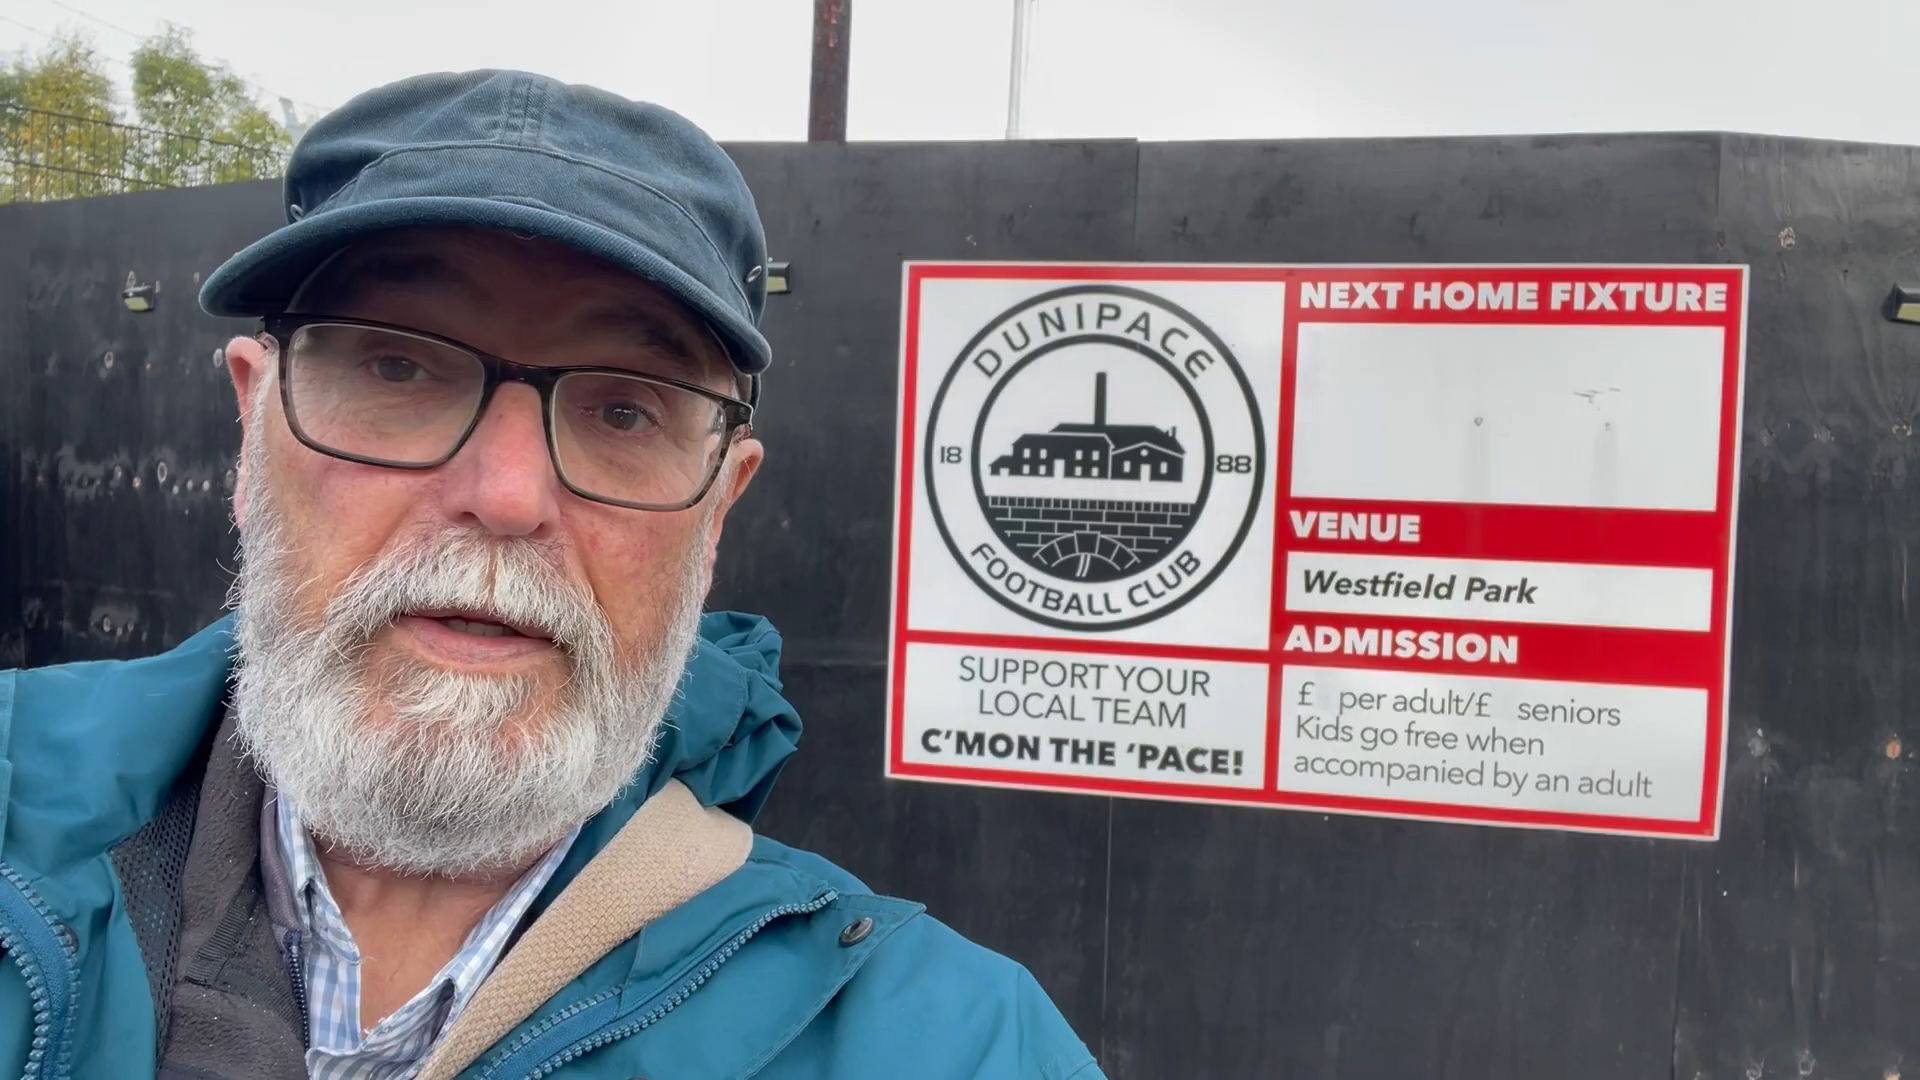 DUNIPACE
18 88
FOOTBALL CLUB
SUPPORT YOUR
LOCAL TEAM
C'MON THE 'PACE!
NEXT HOME FIXTURE
VENUE
Westfield Park
ADMISSION
£ per adult/£ seniors
Kids go free when
accompanied by an adult